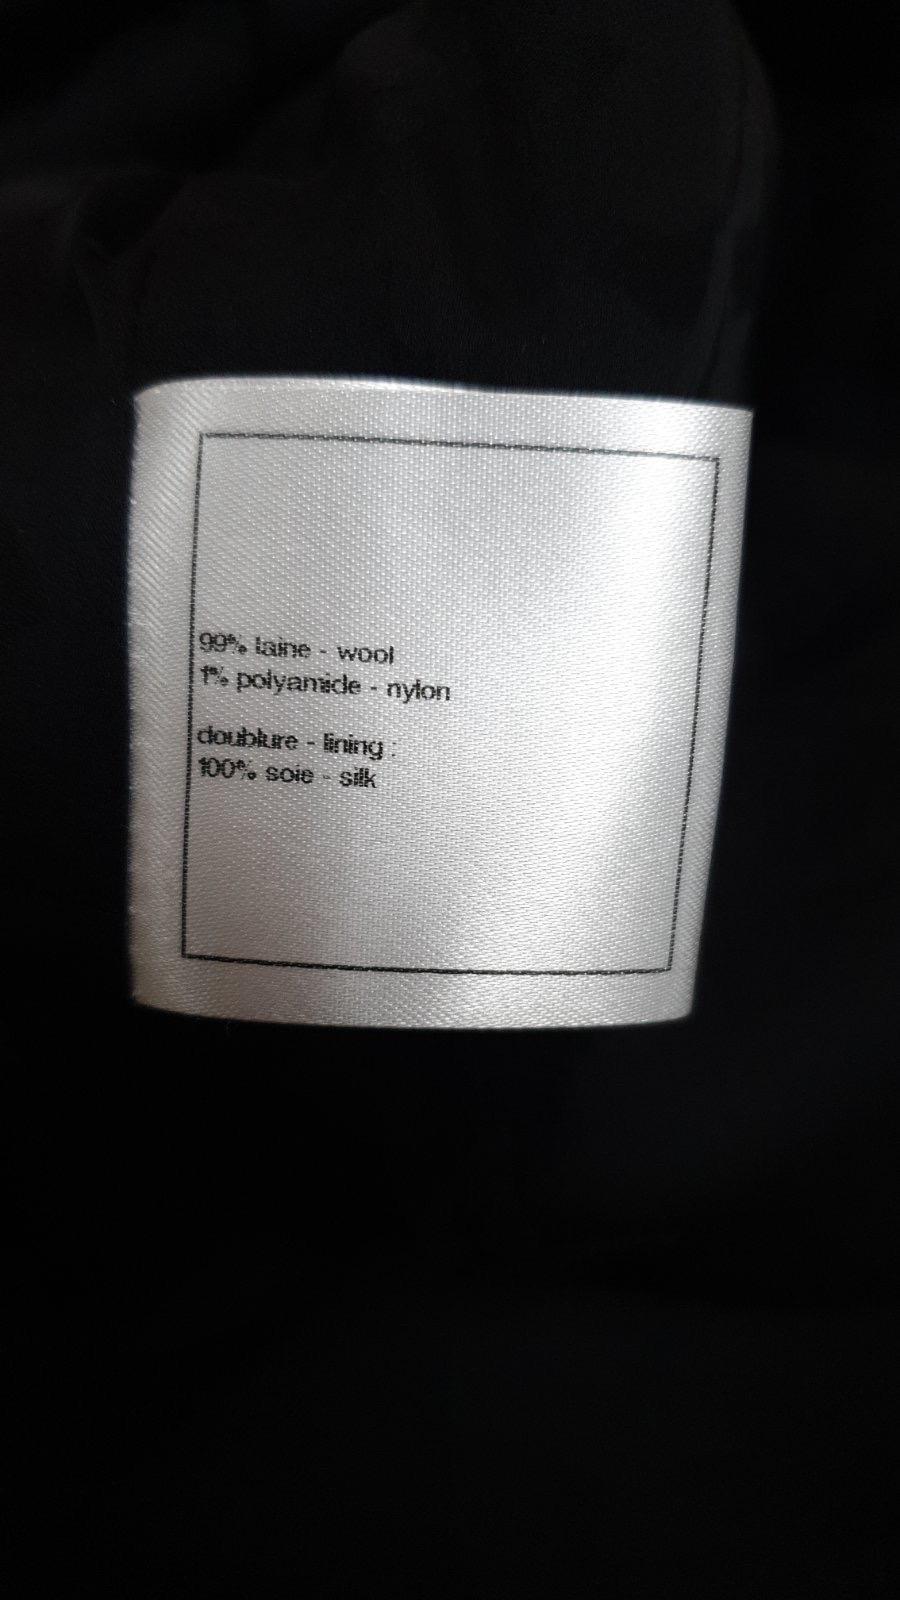 99% laine - wool
1% polyamide - nylon
doublure - lining :
100% soie - silk